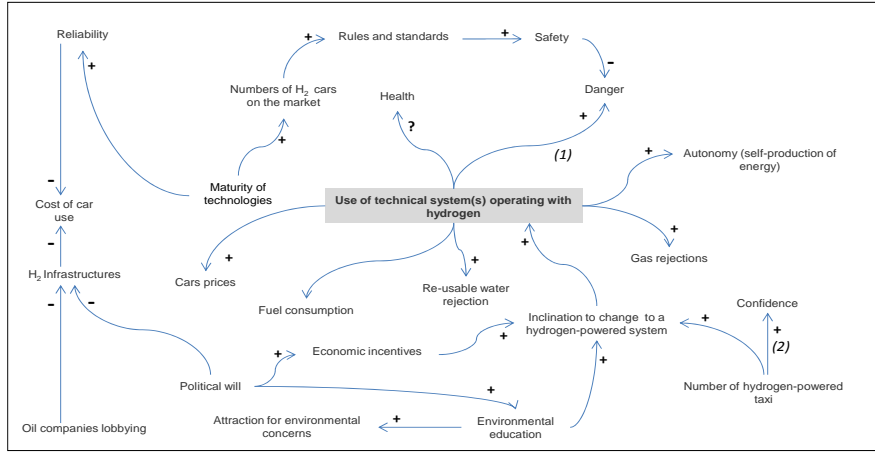 Reliability
+
Rules and standards
+
Safety
+
–
Numbers of H2 cars
on the market
Health
Danger
?
+
+
(1)
+
Autonomy (self-production of
energy)
Maturity of
technologies
–
Cost of car
use
Use of technical system(s) operating with
hydrogen
–
+
+
Gas rejections
H2 Infrastructures
+
+
Cars prices
Re-usable water
rejection
–
–
Fuel consumption
Inclination to change to a
hydrogen-powered system
Confidence
+
+
(2)
Economic incentives
+
+
+
Political will
+
Number of hydrogen-powered
taxi
Oil companies lobbying
Attraction for environmental
concerns
+
Environmental
education